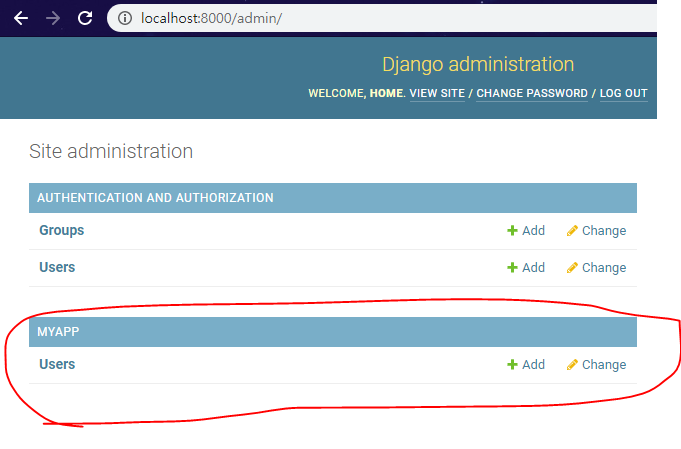 localhost:8000/admin/
Django administration
WELCOME, HOME. VIEW SITE / CHANGE PASSWORD / LOG OUT
Site administration
AUTHENTICATION AND AUTHORIZATION
Groups Add Change
Users Add Change
MYAPP
Users Add Change